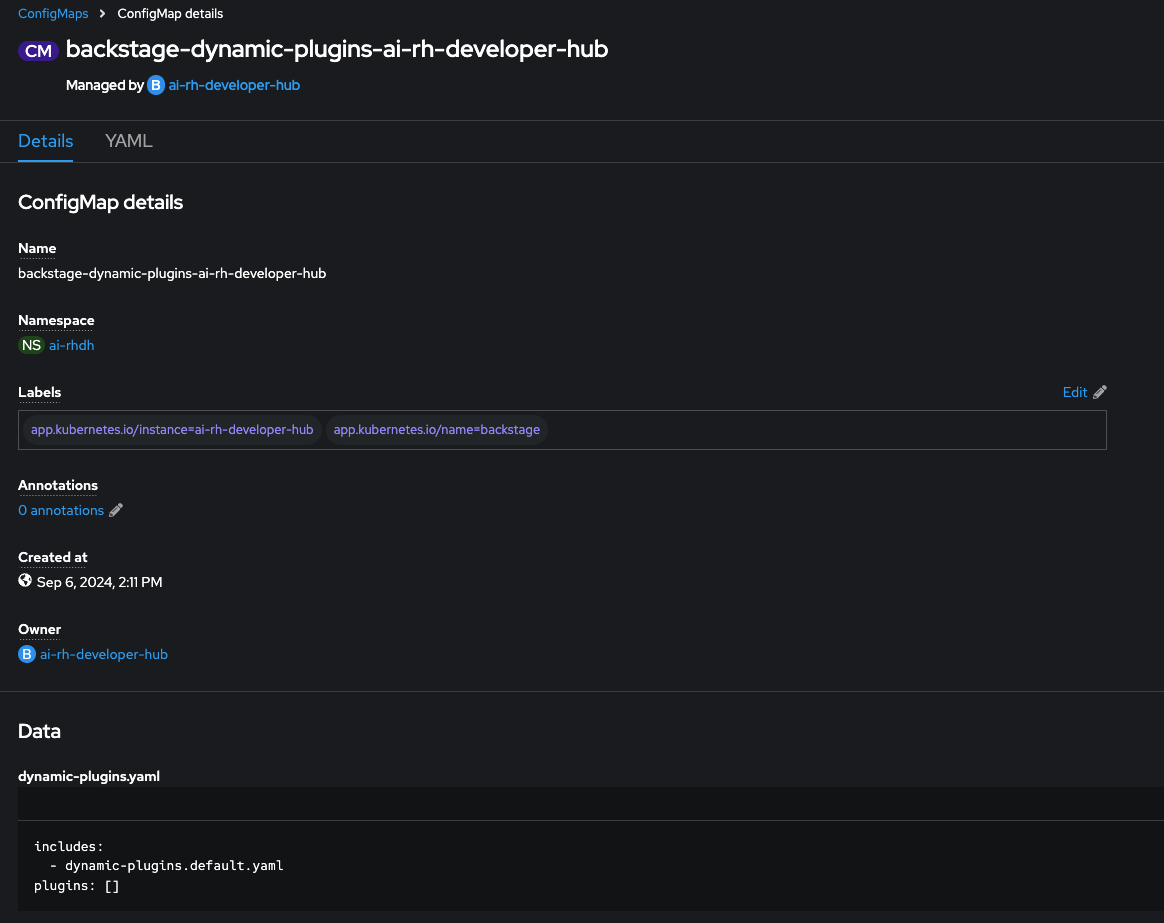 ConfigMaps > ConfigMap details
CM backstage-dynamic-plugins-ai-rh-developer-hub
Managed by B ai-rh-developer-hub
Details YAML
ConfigMap details
Name
backstage-dynamic-plugins-ai-rh-developer-hub
Namespace
NS ai-rhdh
Labels Edit
app.kubernetes.io/instance=ai-rh-developer-hub app.kubernetes.io/name=backstage
Annotations
0 annotations
Created at
Sep 6, 2024, 2:11 PM
Owner
B ai-rh-developer-hub
Data
dynamic-plugins.yaml
includes:
  - dynamic-plugins.default.yaml
plugins: []